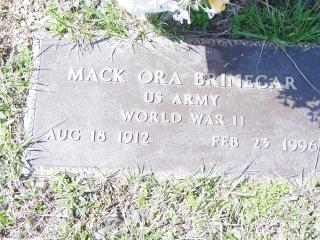 MACK ORA BRINEGAR
US ARMY
WORLD WAR II
AUG 18 1912 FEB 23 1996